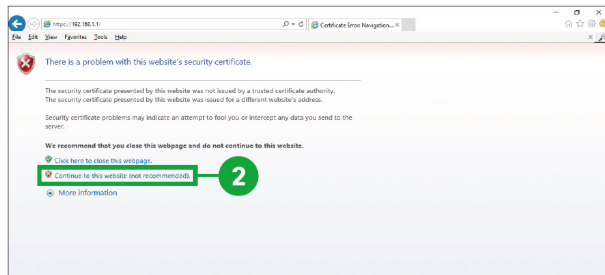 https://192.168.1.1/
Certificate Error: Navigation...
File Edit View Favorites Tools Help
There is a problem with this website's security certificate.
The security certificate presented by this website was not issued by a trusted certificate authority.
The security certificate presented by this website was issued for a different website's address.
Security certificate problems may indicate an attempt to fool you or intercept any data you send to the
server.
We recommend that you close this webpage and do not continue to this website.
Click here to close this webpage.
Continue to this website (not recommended).
2
More information